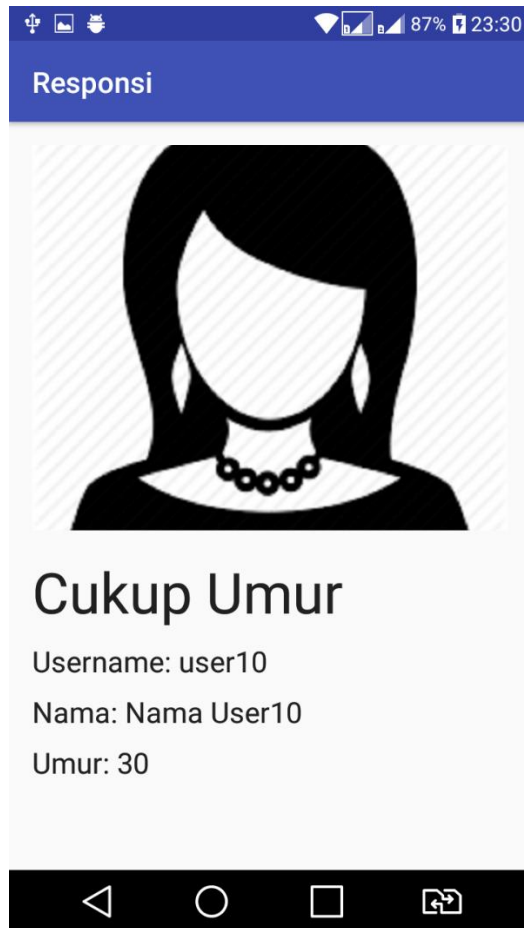 87% 23:30
Responsi
Cukup Umur
Username: user10
Nama: Nama User10
Umur: 30